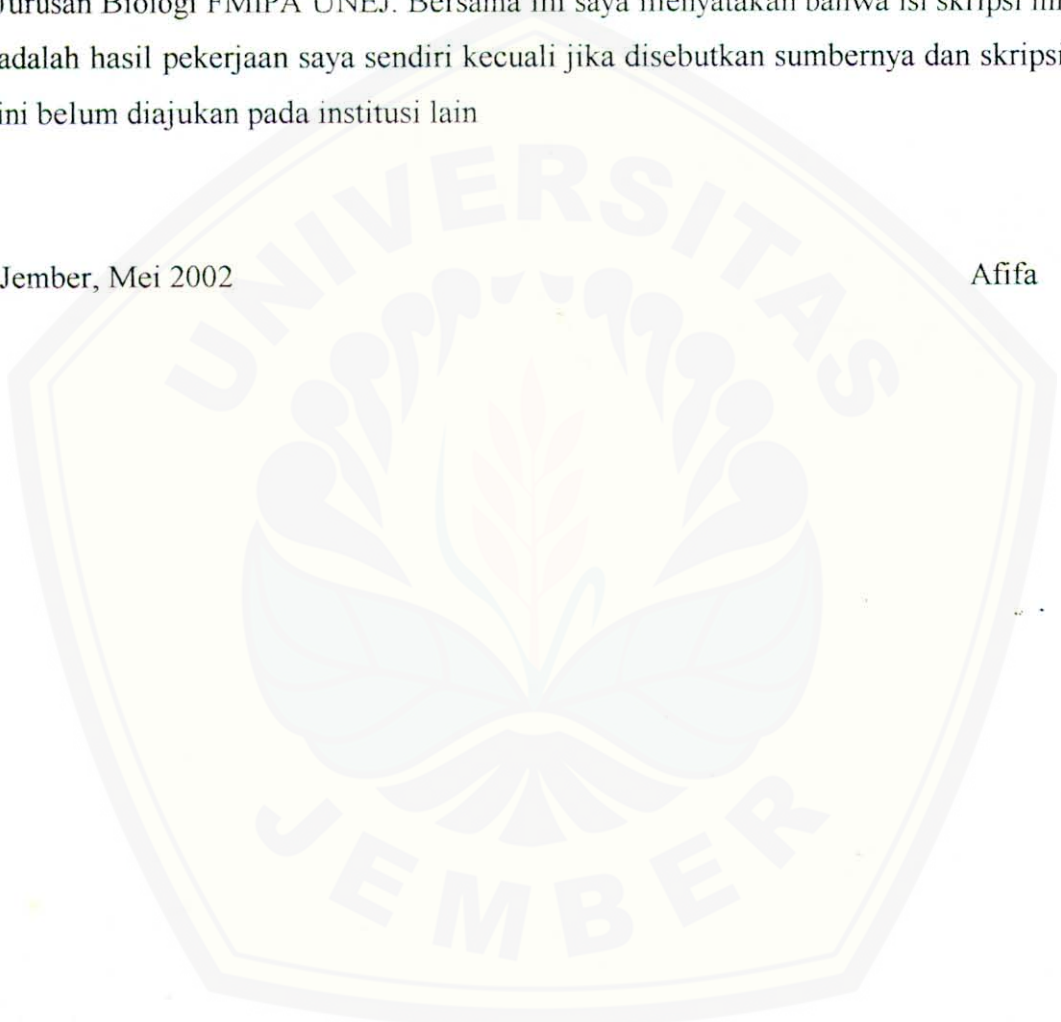 Jurusan Biologi FMIPA UNEJ. Bersama ini saya menyatakan bahwa isi skripsi ini
adalah hasil pekerjaan saya sendiri kecuali jika disebutkan sumbernya dan skripsi
ini belum diajukan pada institusi lain
Jember, Mei 2002 Afifa
UNIVERSITAS
JEMBER